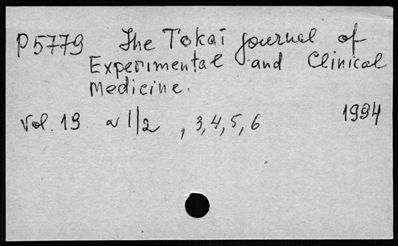 P5779 The Tokai journal of
Experimental and Clinical
Medicine.
vol. 19 N 1/2 , 3, 4, 5, 6 1994